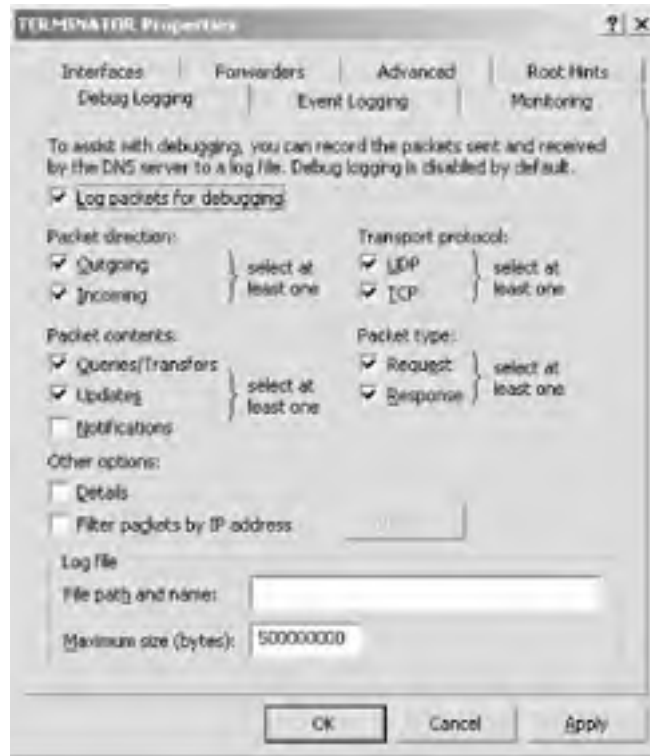 TERMINATOR Properties
Interfaces Forwarders Advanced Root Hints
Debug Logging Event Logging Monitoring
To assist with debugging, you can record the packets sent and received
by the DNS server to a log file. Debug logging is disabled by default.
Log packets for debugging:
Packet direction:
Outgoing
Incoming
select at
least one
Transport protocol:
UDP
TCP
select at
least one
Packet contents:
Queries/Transfers
Updates
Notifications
select at
least one
Packet type:
Request
Response
select at
least one
Other options:
Details
Filter packets by IP address
Log file
File path and name:
Maximum size (bytes): 500000000
OK Cancel Apply